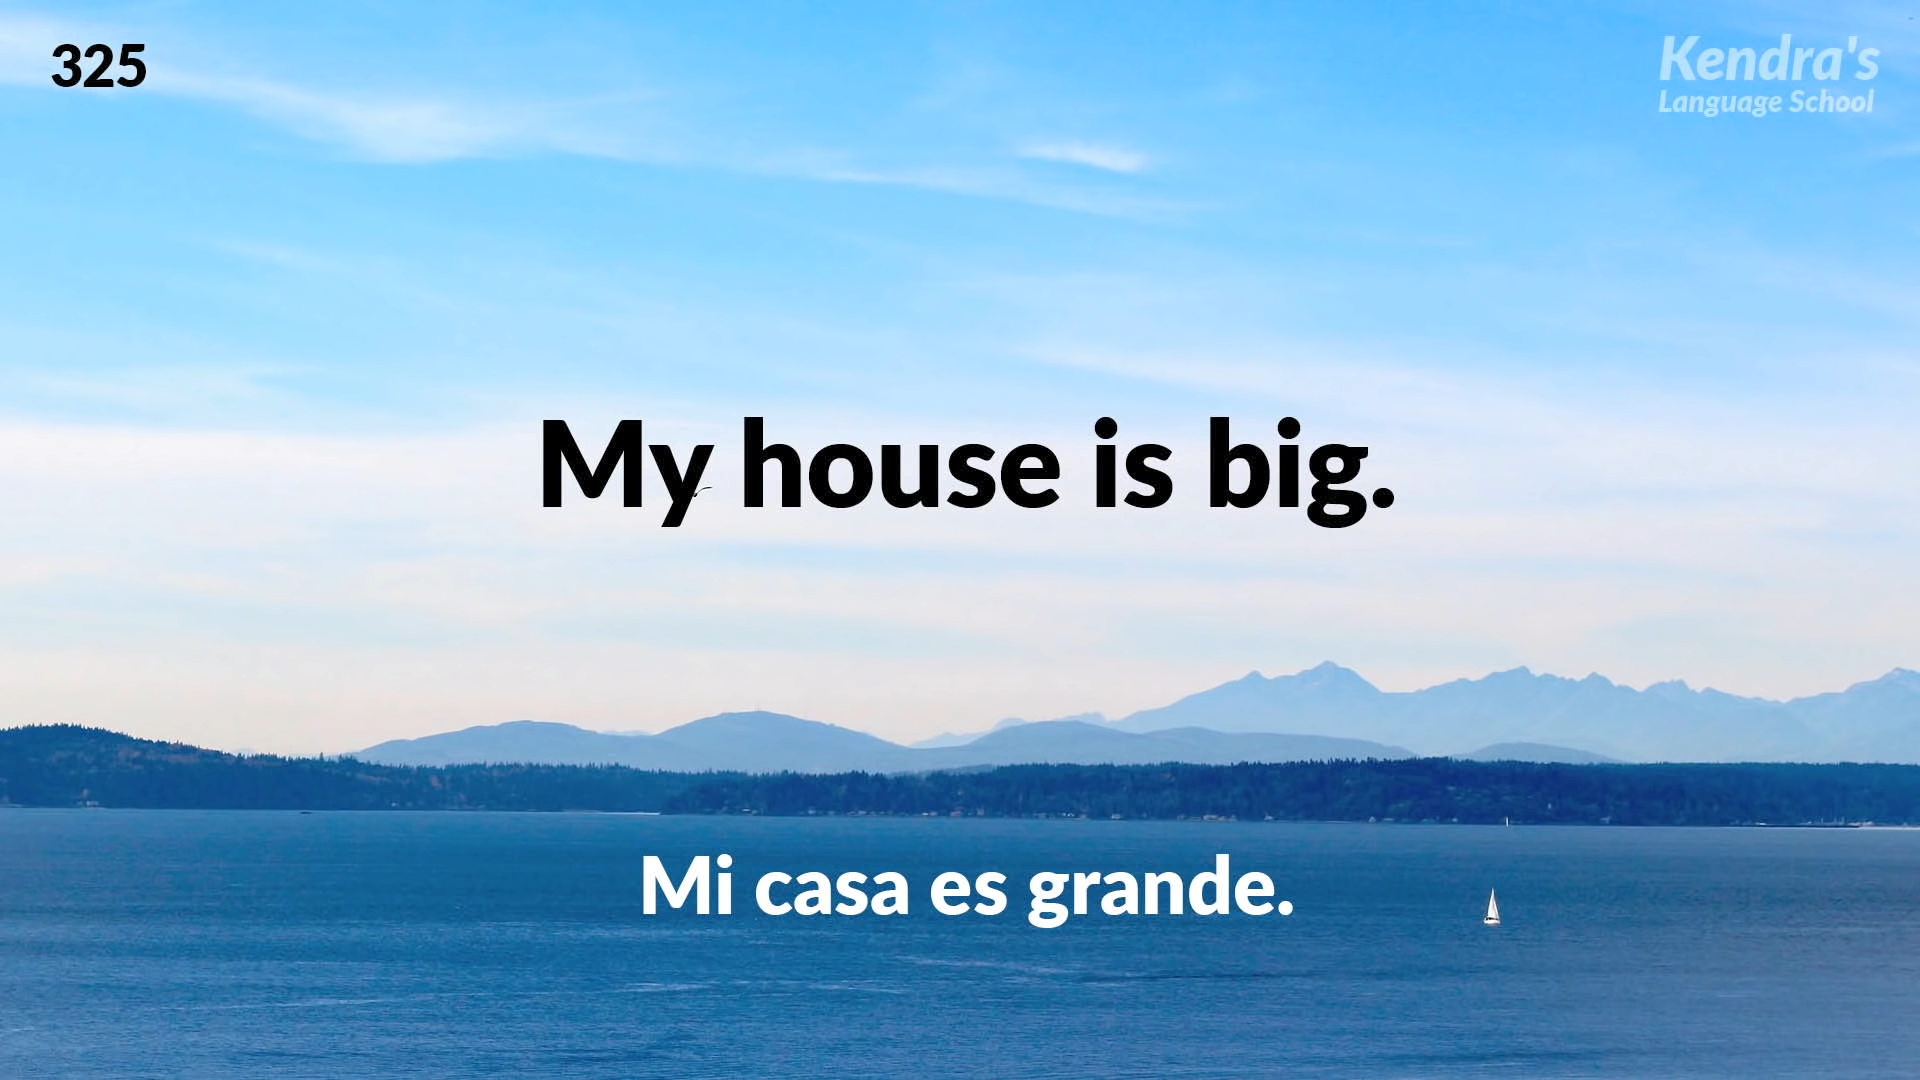 325
Kendra's
Language School
My house is big.
Mi casa es grande.